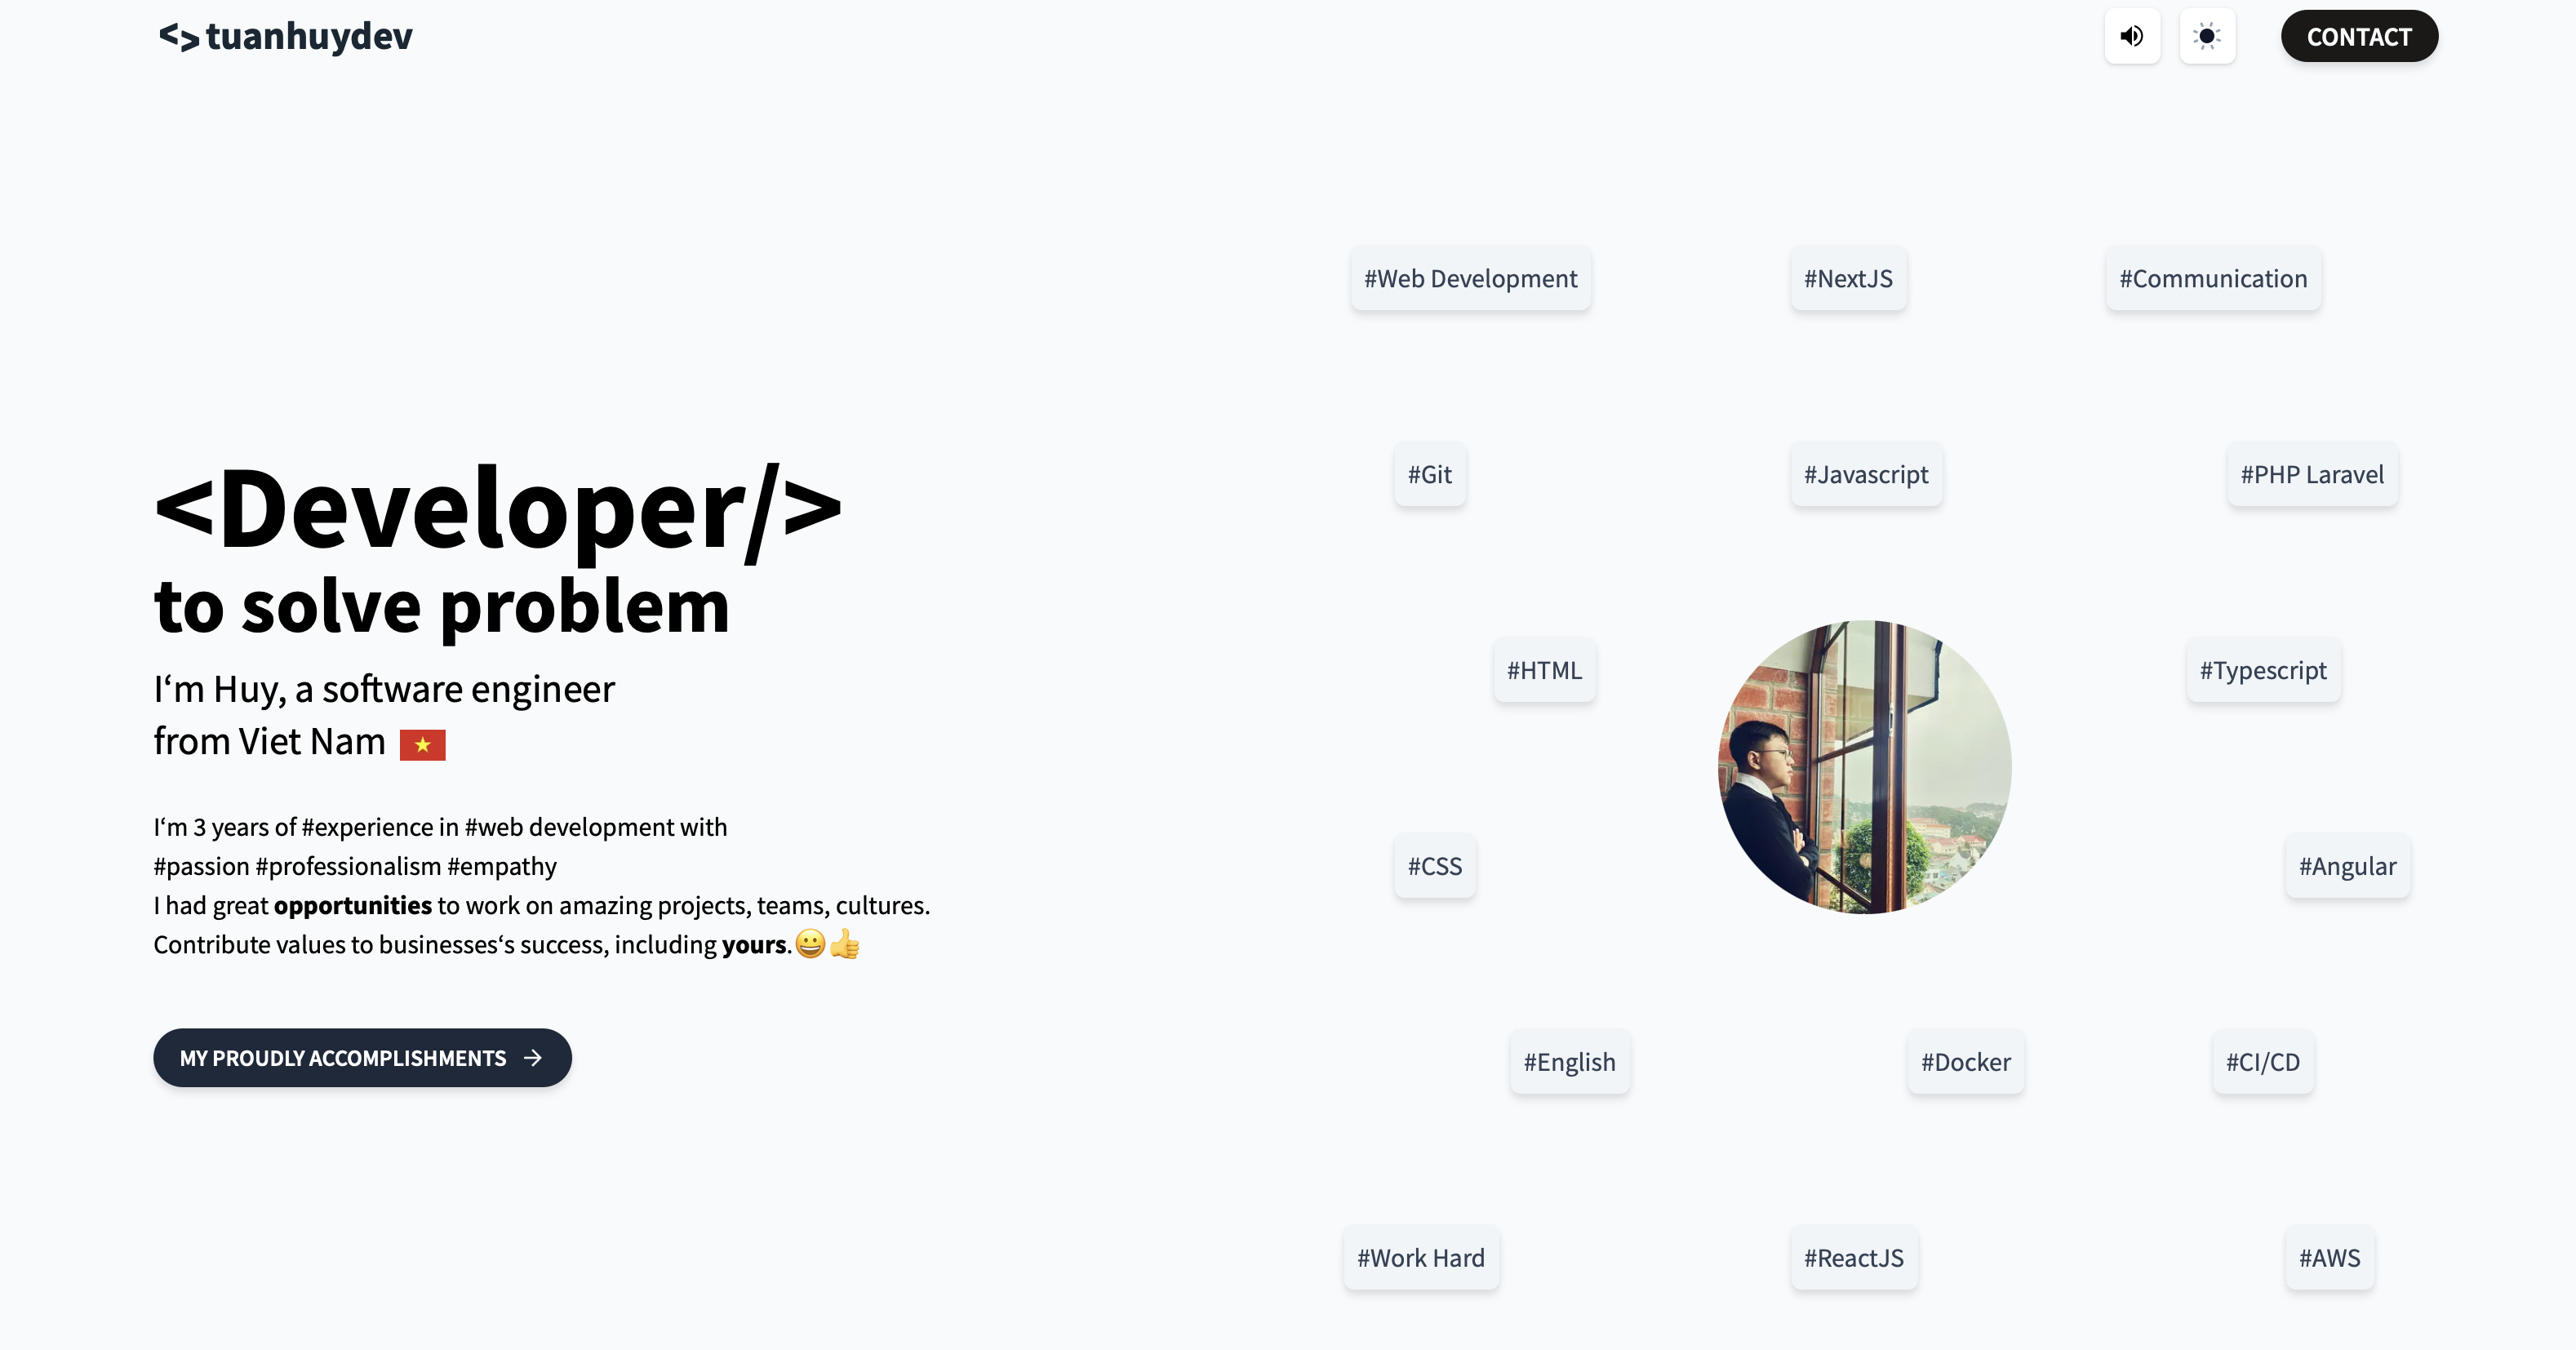 <> tuanhuydev
CONTACT
<Developer/>
to solve problem
I‘m Huy, a software engineer
from Viet Nam
I‘m 3 years of #experience in #web development with
#passion #professionalism #empathy
I had great opportunities to work on amazing projects, teams, cultures.
Contribute values to businesses‘s success, including yours.😀👍
MY PROUDLY ACCOMPLISHMENTS →
#Web Development
#NextJS
#Communication
#Git
#Javascript
#PHP Laravel
#HTML
#Typescript
#CSS
#Angular
#English
#Docker
#CI/CD
#Work Hard
#ReactJS
#AWS